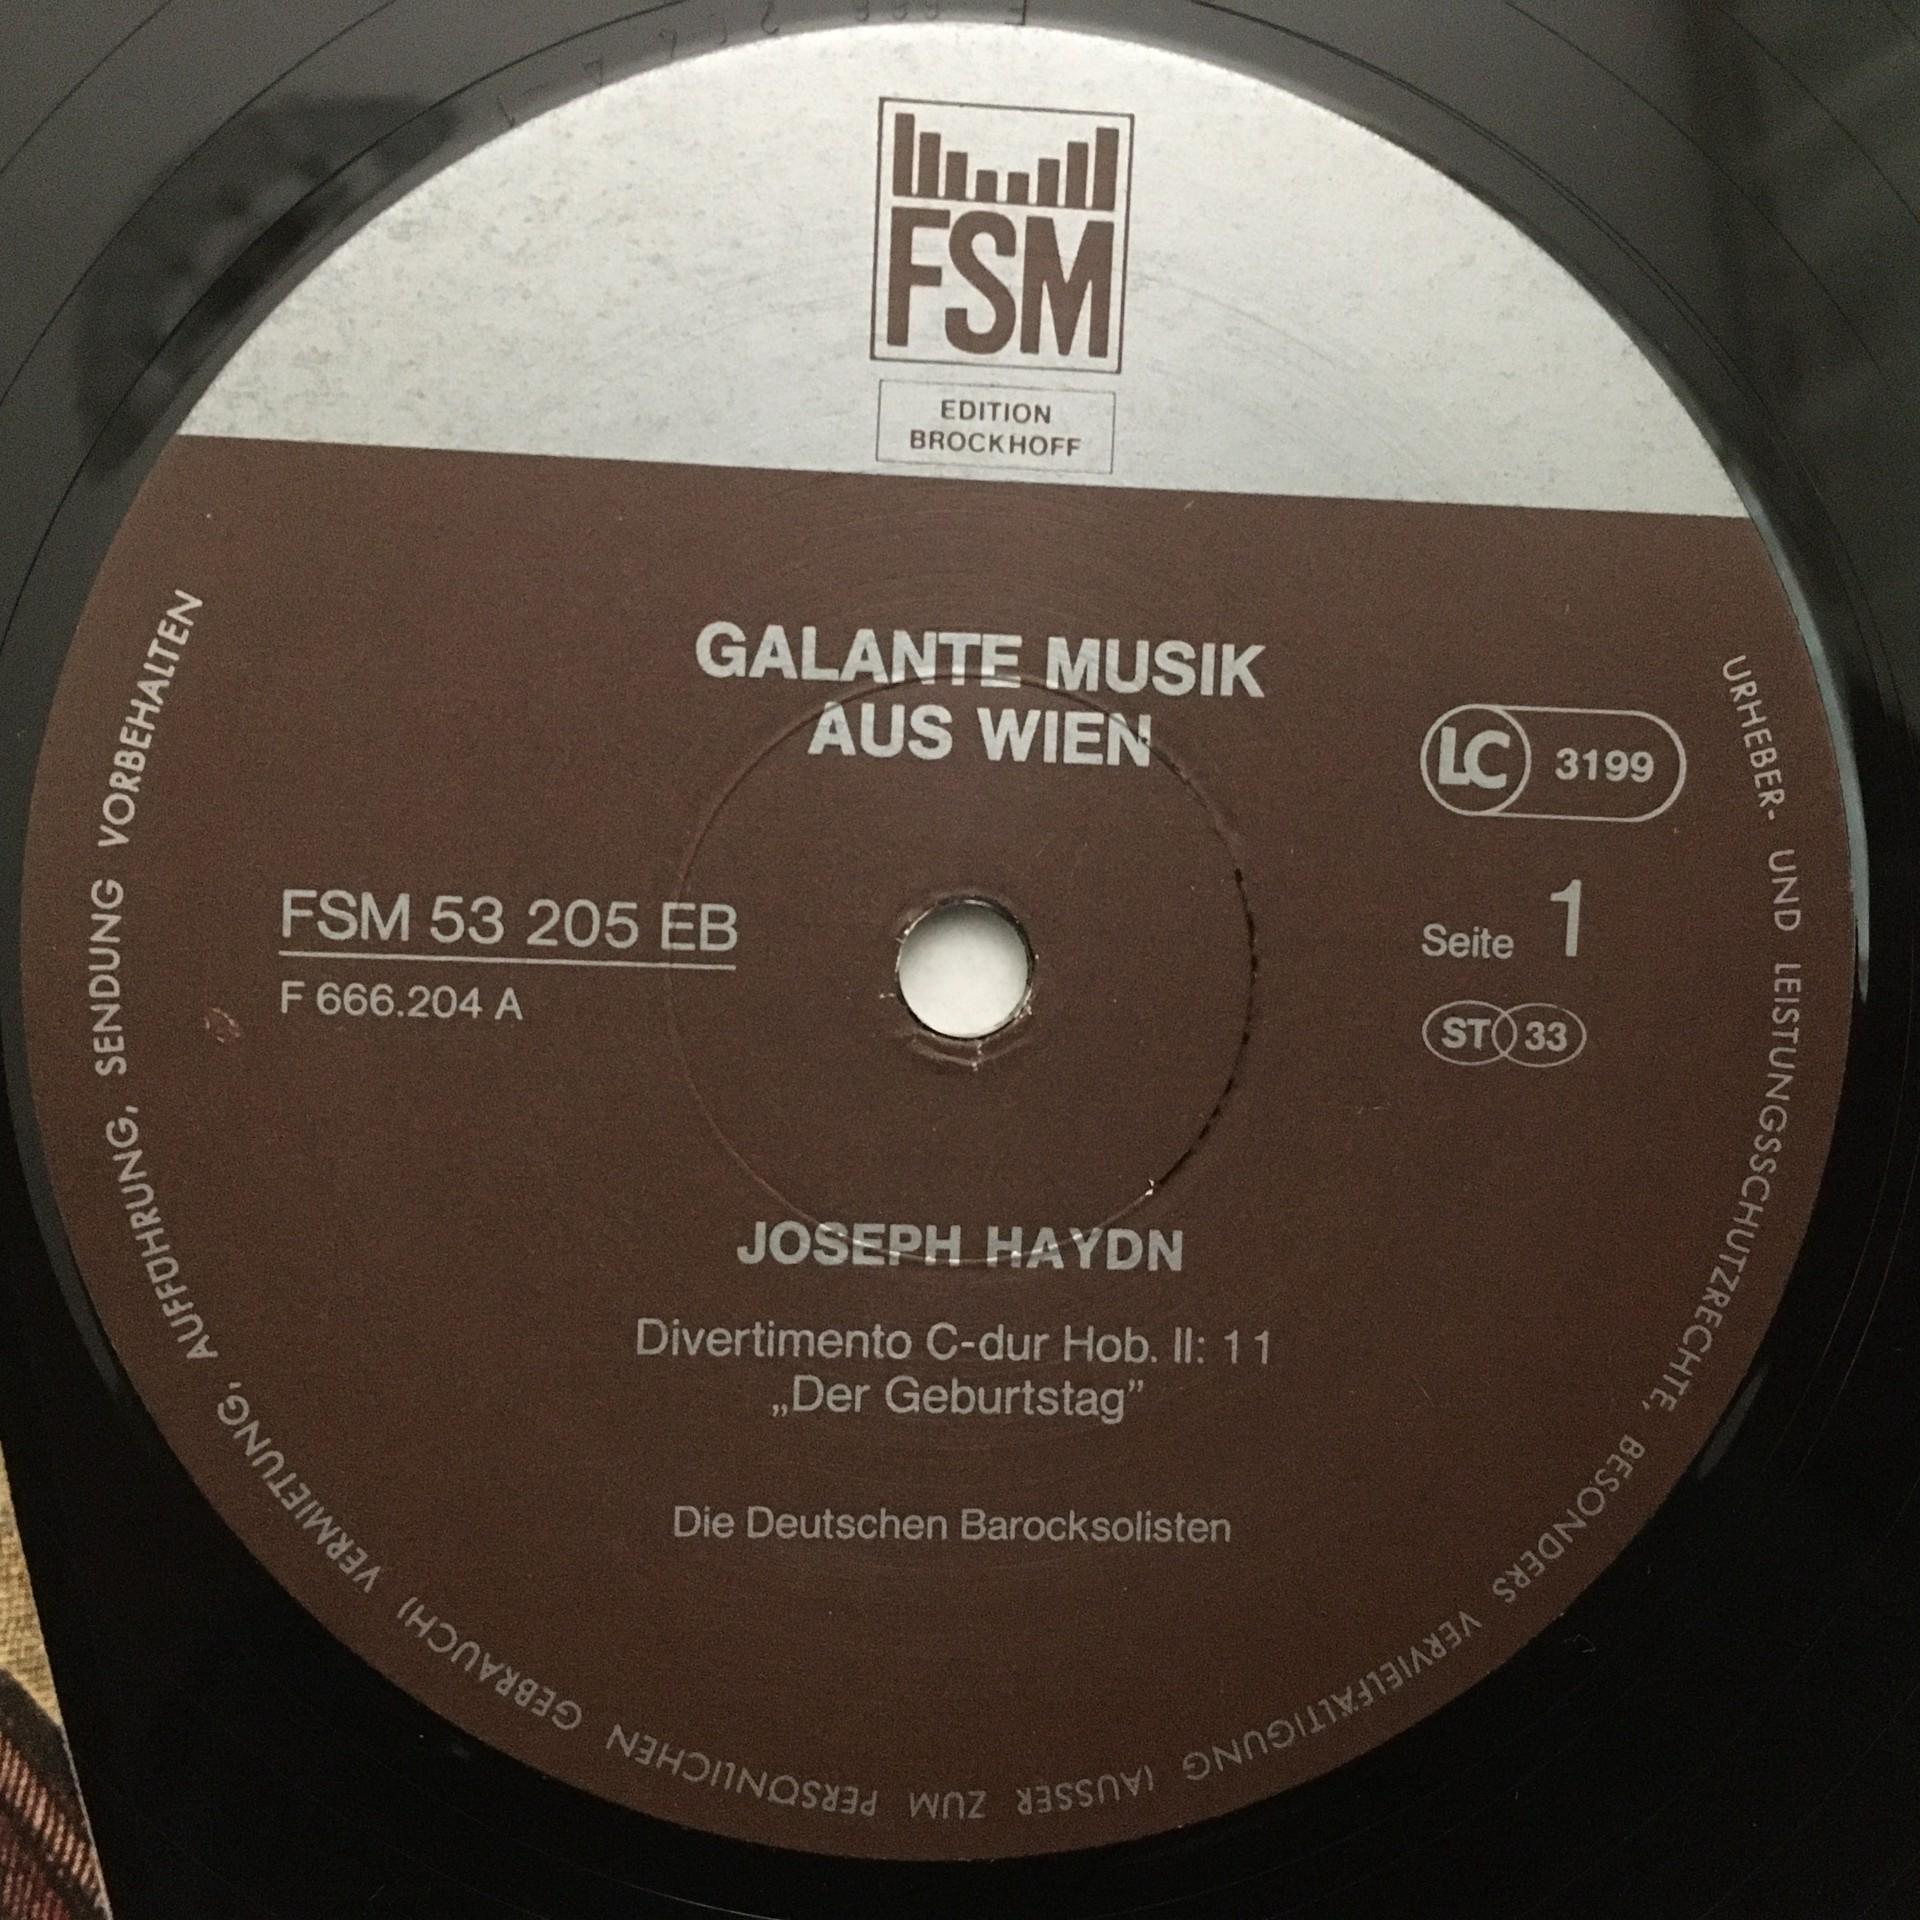 FSM
EDITION
BROCKHOFF
GALANTE MUSIK
AUS WIEN
LC 3199
FSM 53 205 EB
F 666.204 A
Seite 1
ST 33
JOSEPH HAYDN
Divertimento C-dur Hob. II: 11
„Der Geburtstag”
Die Deutschen Barocksolisten
URHEBER- UND LEISTUNGSSCHUTZRECHTE, BESONDERS VERVIELFÄLTIGUNG (AUSSER ZUM PERSÖNLICHEN GEBRAUCH) VERMIETUNG, AUFFÜHRUNG, SENDUNG VORBEHALTEN